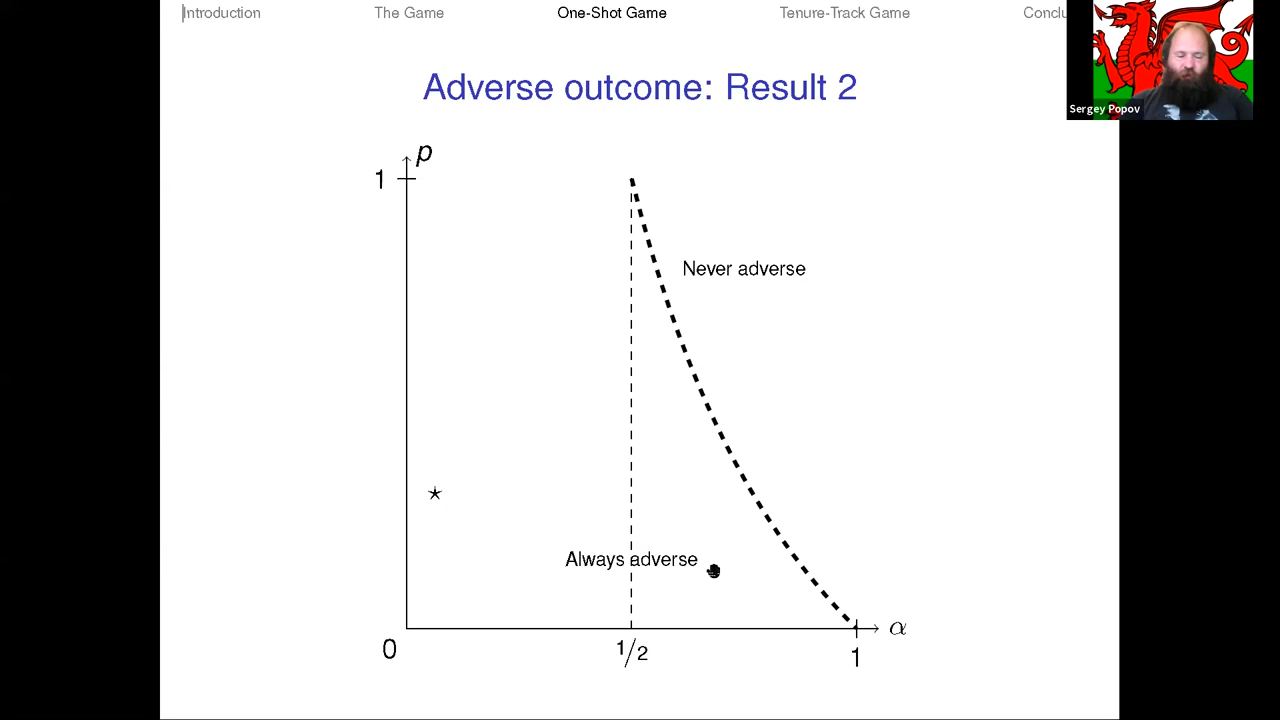 Introduction The Game One-Shot Game Tenure-Track Game Conclu
Sergey Popov
Adverse outcome: Result 2
p
1
Never adverse
Always adverse
0
1/2
1
α